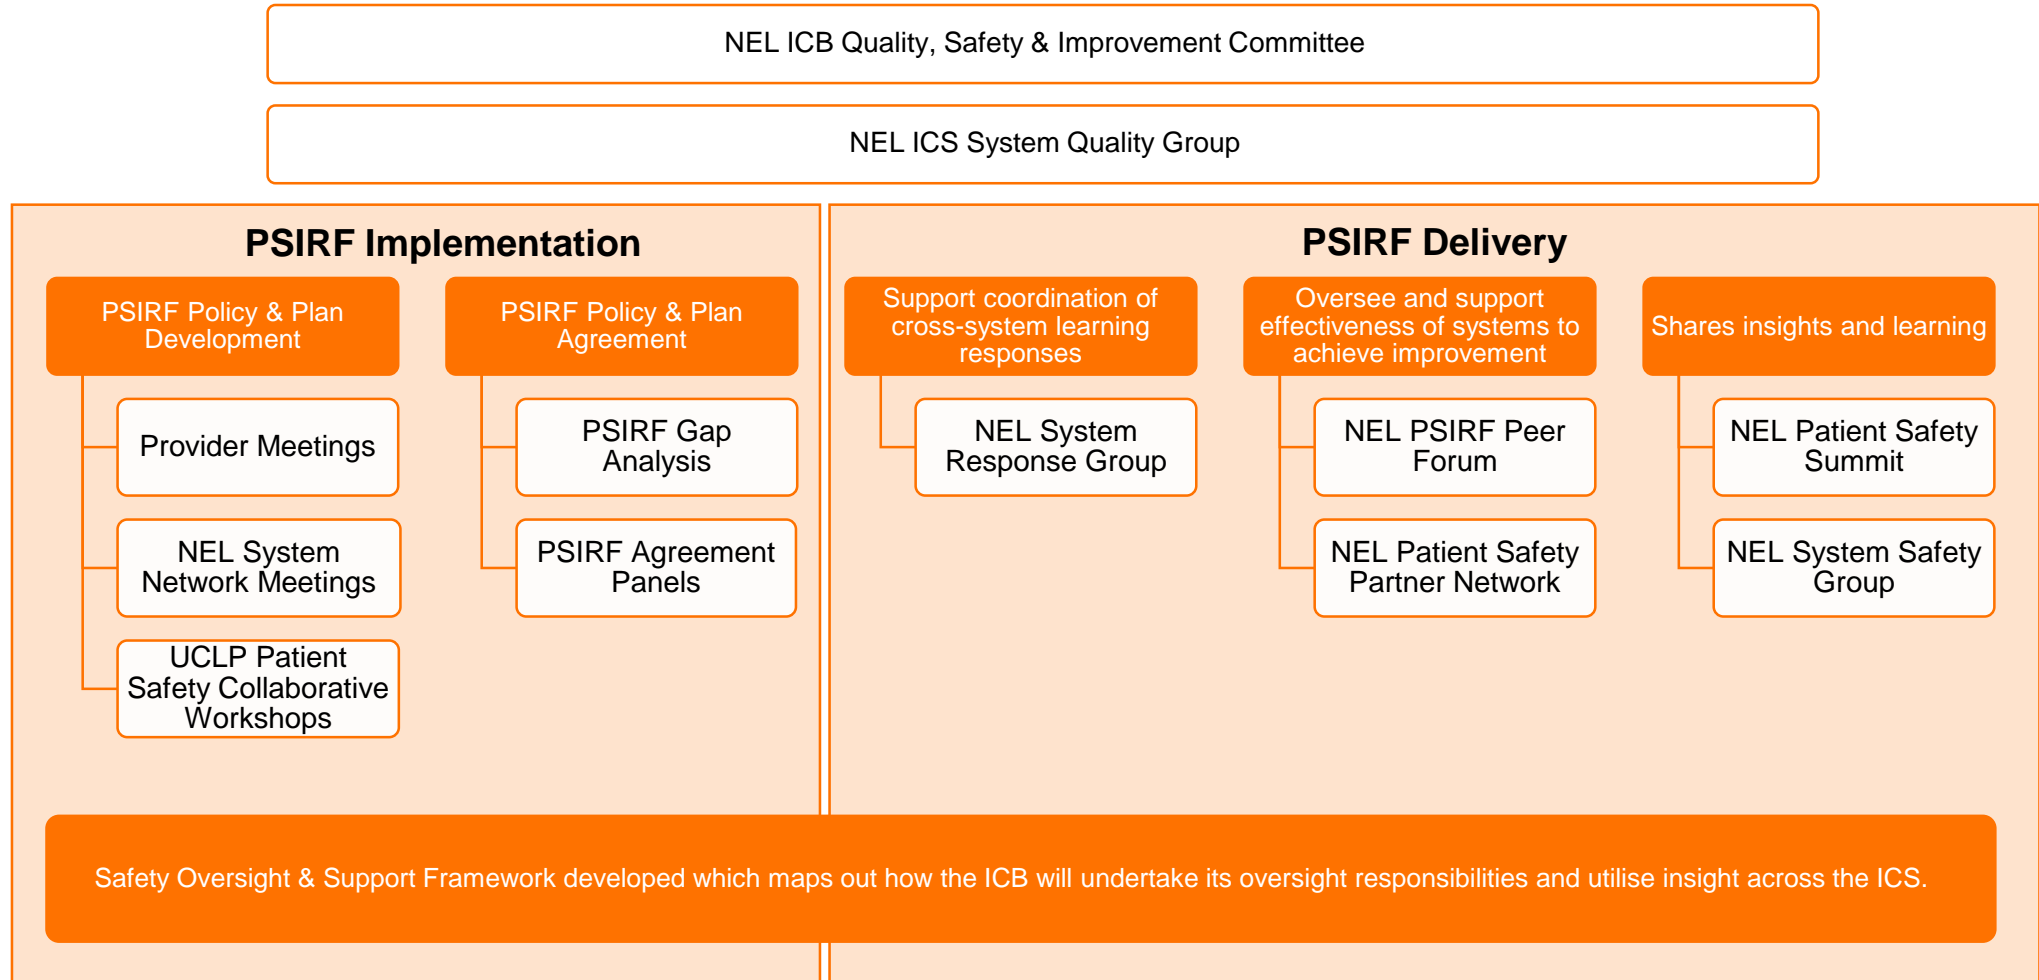 NEL ICB Quality, Safety & Improvement Committee
NEL ICS System Quality Group
PSIRF Implementation
PSIRF Policy & Plan
Development
Provider Meetings
NEL System
Network Meetings
UCLP Patient
Safety Collaborative
Workshops
PSIRF Policy & Plan
Agreement
PSIRF Gap
Analysis
PSIRF Agreement
Panels
PSIRF Delivery
Support coordination of
cross-system learning
responses
NEL System
Response Group
Oversee and support
effectiveness of systems to
achieve improvement
NEL PSIRF Peer
Forum
NEL Patient Safety
Partner Network
Shares insights and learning
NEL Patient Safety
Summit
NEL System Safety
Group
Safety Oversight & Support Framework developed which maps out how the ICB will undertake its oversight responsibilities and utilise insight across the ICS.